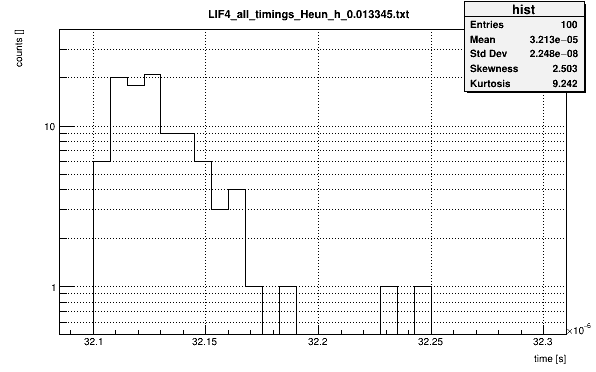 LIF4_all_timings_Heun_h_0.013345.txt
hist
Entries 100
Mean 3.213e−05
Std Dev 2.248e−08
Skewness 2.503
Kurtosis 9.242
counts []
10
1
32.1 32.15 32.2 32.25 32.3
×10⁻⁶
time [s]